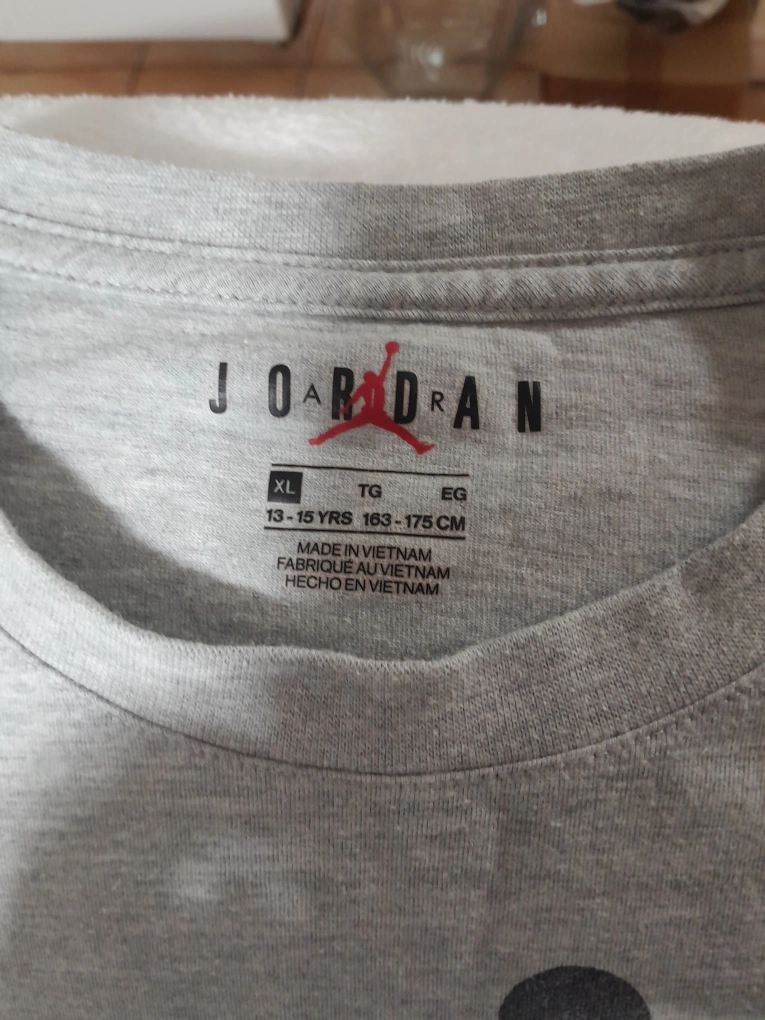 JORDAN
AIR
XL TG EG
13-15 YRS 163-175 CM
MADE IN VIETNAM
FABRIQUÉ AU VIETNAM
HECHO EN VIETNAM